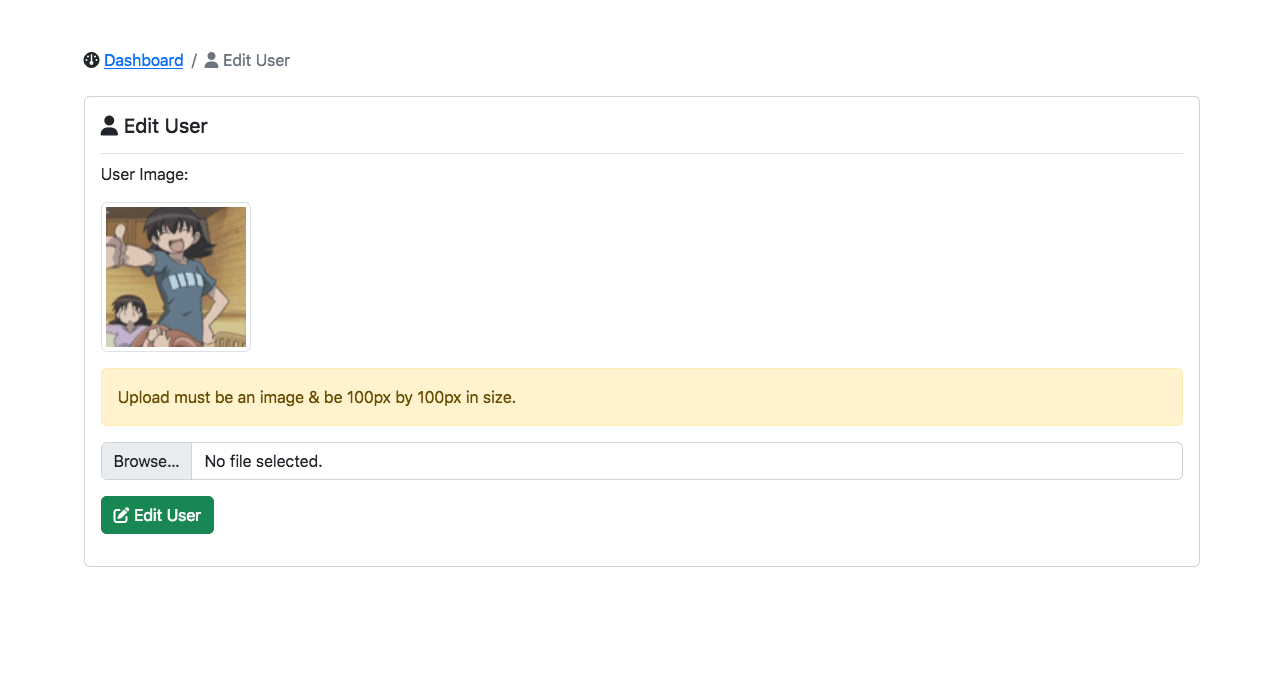 Dashboard / Edit User
Edit User
User Image:
Upload must be an image & be 100px by 100px in size.
Browse... No file selected.
Edit User